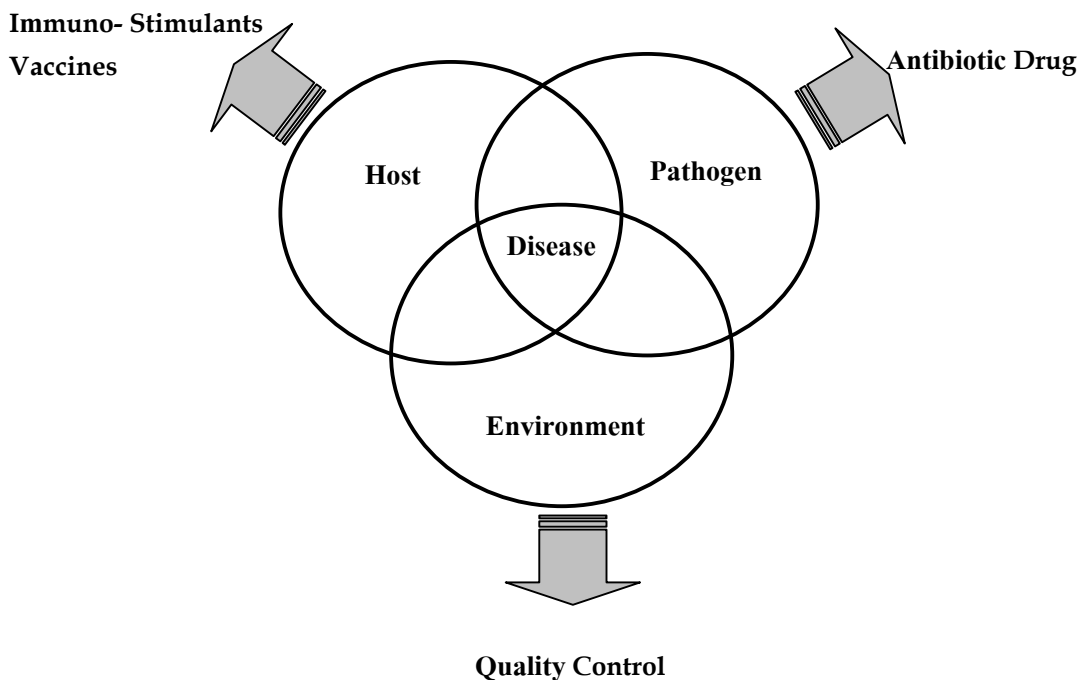 Immuno- Stimulants
Vaccines
Antibiotic Drug
Host
Pathogen
Disease
Environment
Quality Control